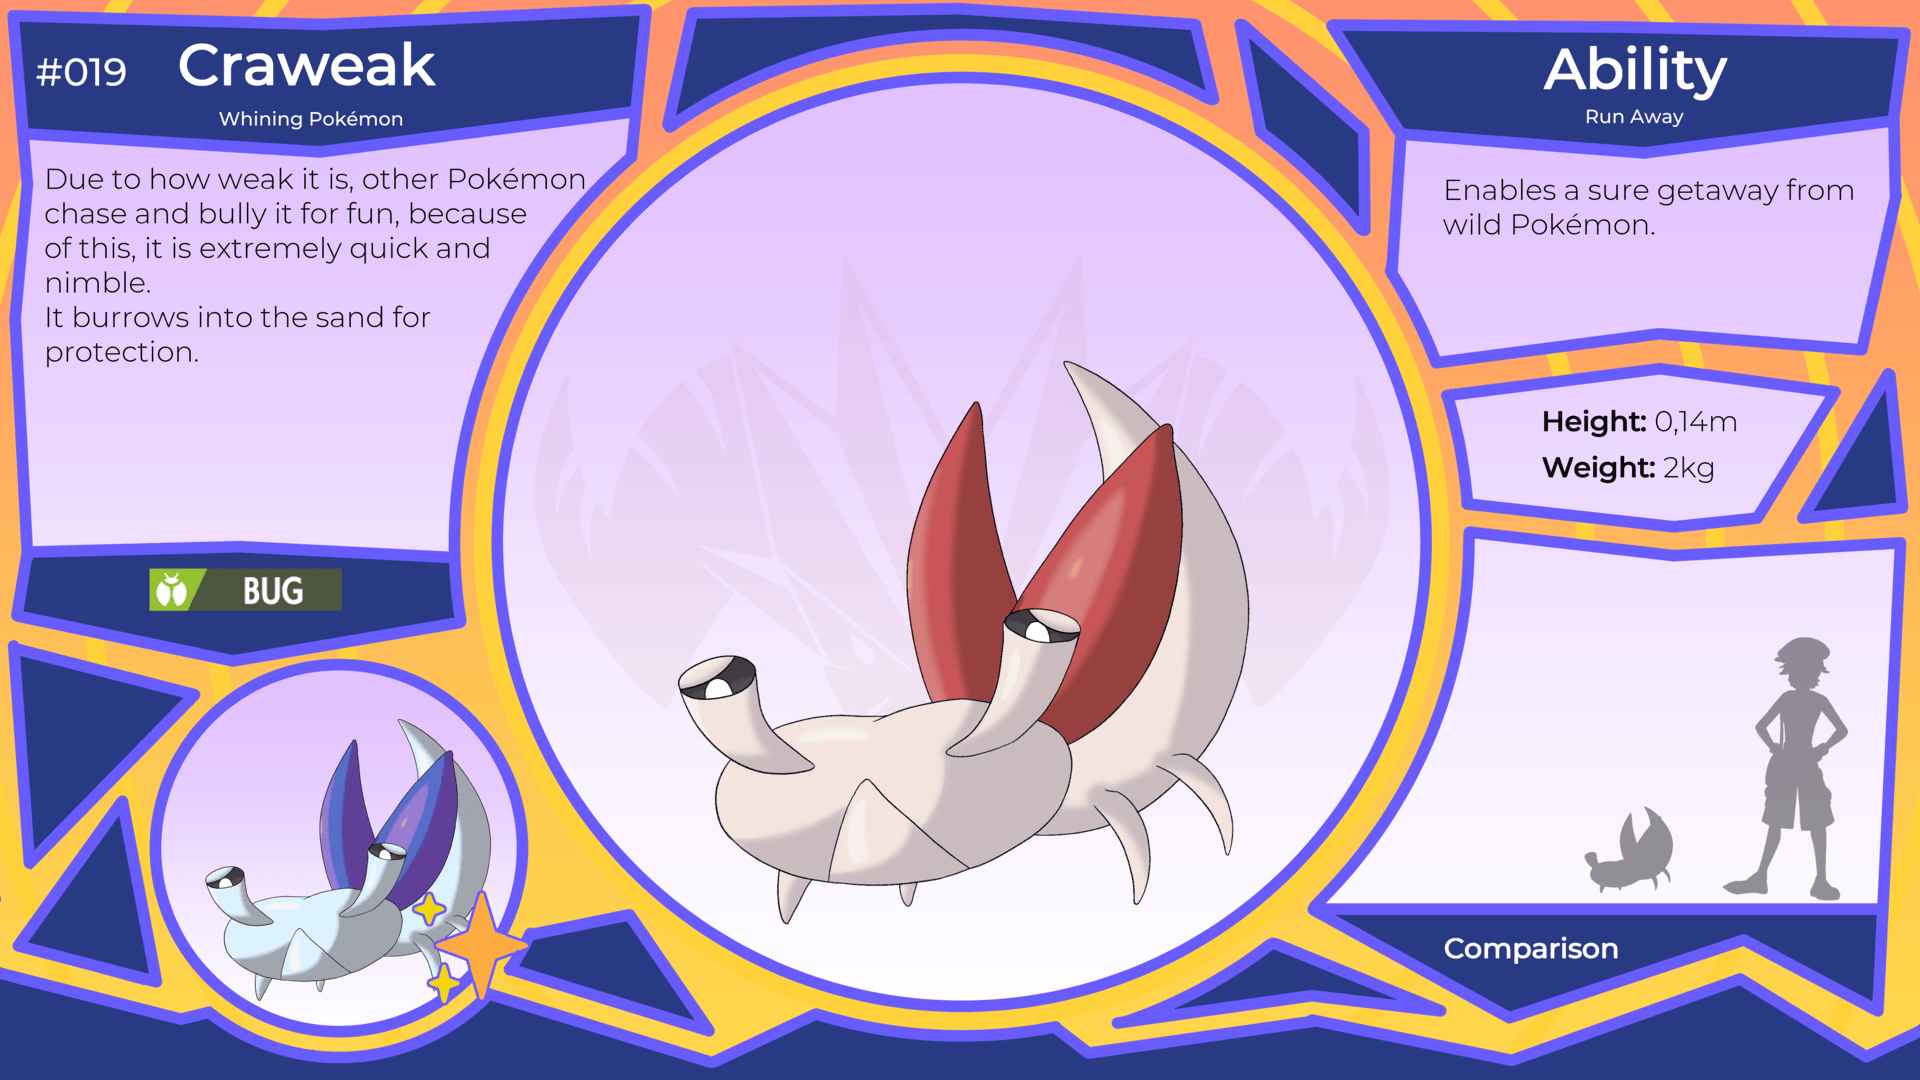 #019 Craweak
Whining Pokémon
Due to how weak it is, other Pokémon
chase and bully it for fun, because
of this, it is extremely quick and
nimble.
It burrows into the sand for
protection.
BUG
Ability
Run Away
Enables a sure getaway from
wild Pokémon.
Height: 0,14m
Weight: 2kg
Comparison